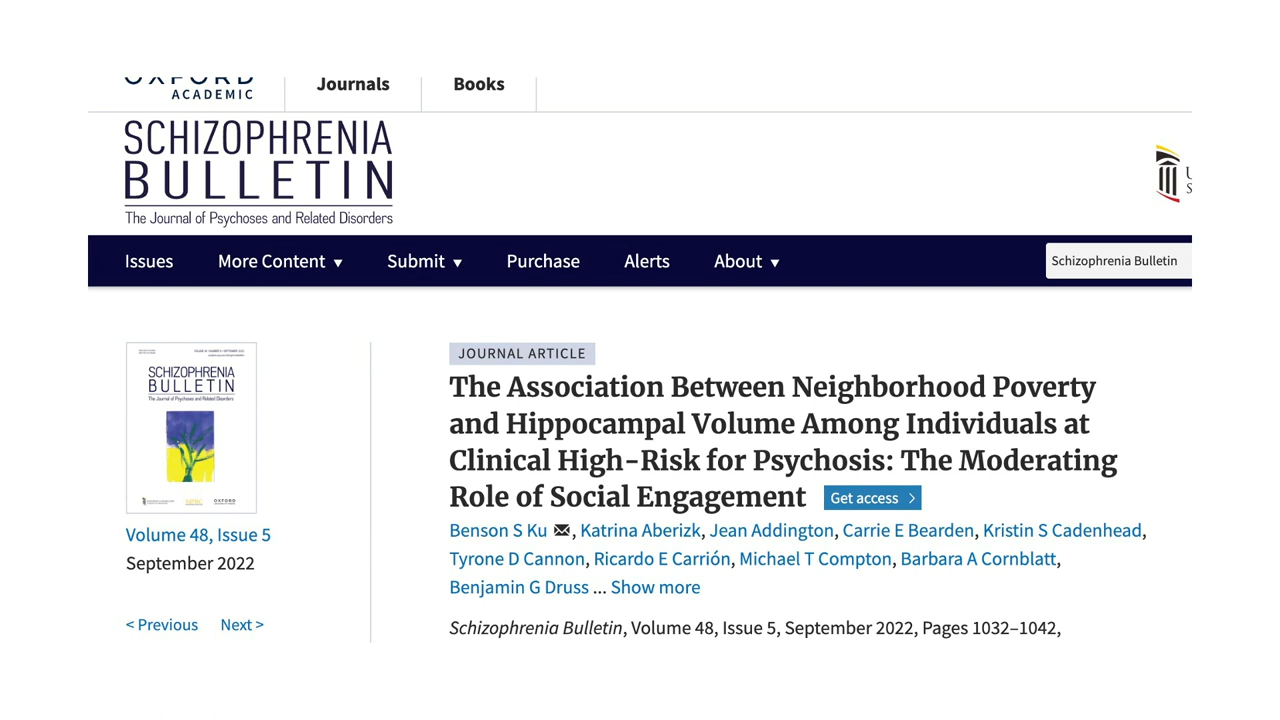 OXFORD
ACADEMIC
Journals
Books
SCHIZOPHRENIA
BULLETIN
The Journal of Psychoses and Related Disorders
Issues
More Content ▼
Submit ▼
Purchase
Alerts
About ▼
Schizophrenia Bulletin
SCHIZOPHRENIA
BULLETIN
The Journal of Psychoses and Related Disorders
OXFORD
Volume 48, Issue 5
September 2022
< Previous
Next >
JOURNAL ARTICLE
The Association Between Neighborhood Poverty
and Hippocampal Volume Among Individuals at
Clinical High-Risk for Psychosis: The Moderating
Role of Social Engagement
Get access >
Benson S Ku, Katrina Aberizk, Jean Addington, Carrie E Bearden, Kristin S Cadenhead,
Tyrone D Cannon, Ricardo E Carrión, Michael T Compton, Barbara A Cornblatt,
Benjamin G Druss ... Show more
Schizophrenia Bulletin, Volume 48, Issue 5, September 2022, Pages 1032–1042,